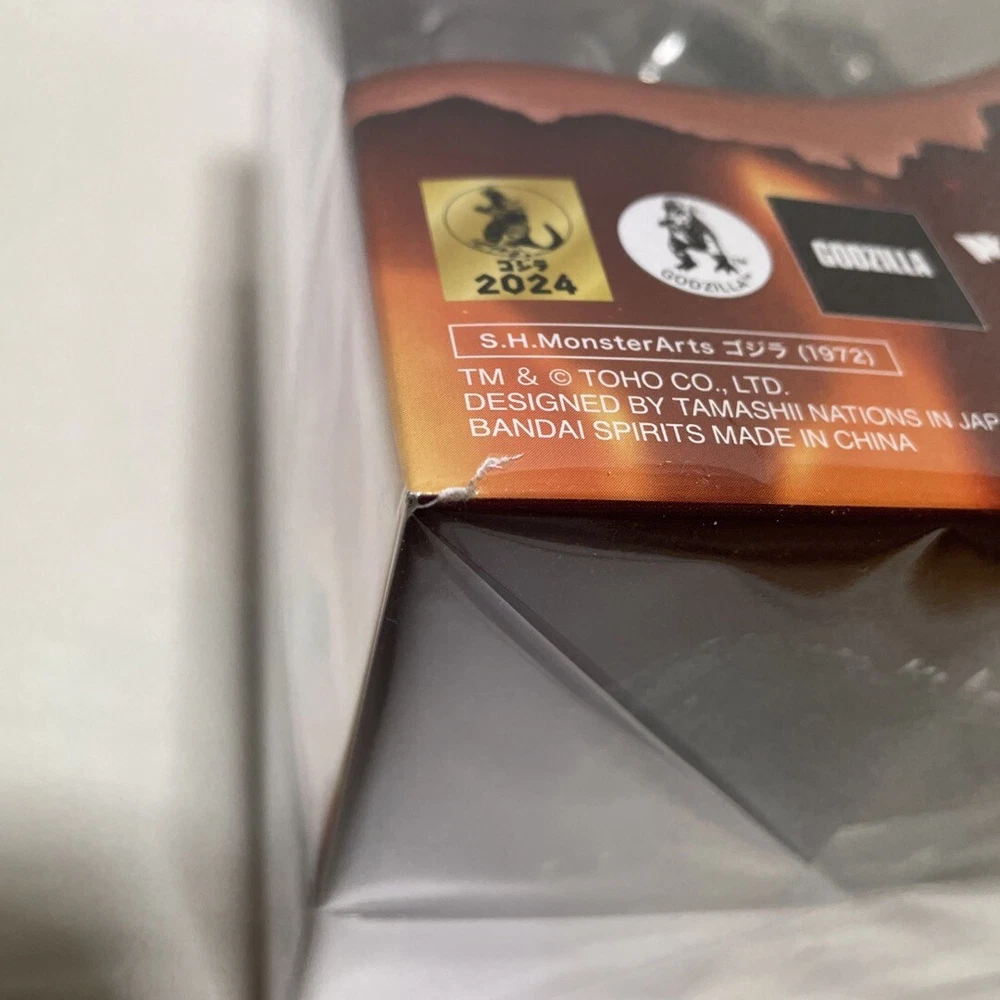 ゴジラ
2024
GODZILLA™
GODZILLA
S.H.MonsterArts ゴジラ (1972)
TM & © TOHO CO., LTD.
DESIGNED BY TAMASHII NATIONS IN JAP
BANDAI SPIRITS MADE IN CHINA